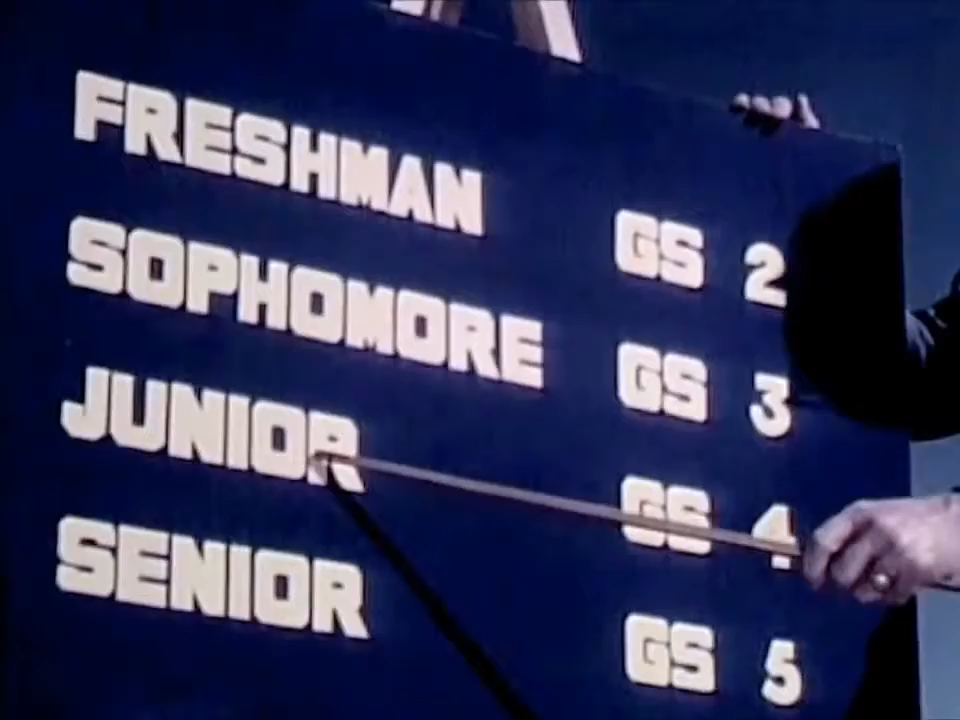 FRESHMAN GS 2
SOPHOMORE GS 3
JUNIOR GS 4
SENIOR GS 5